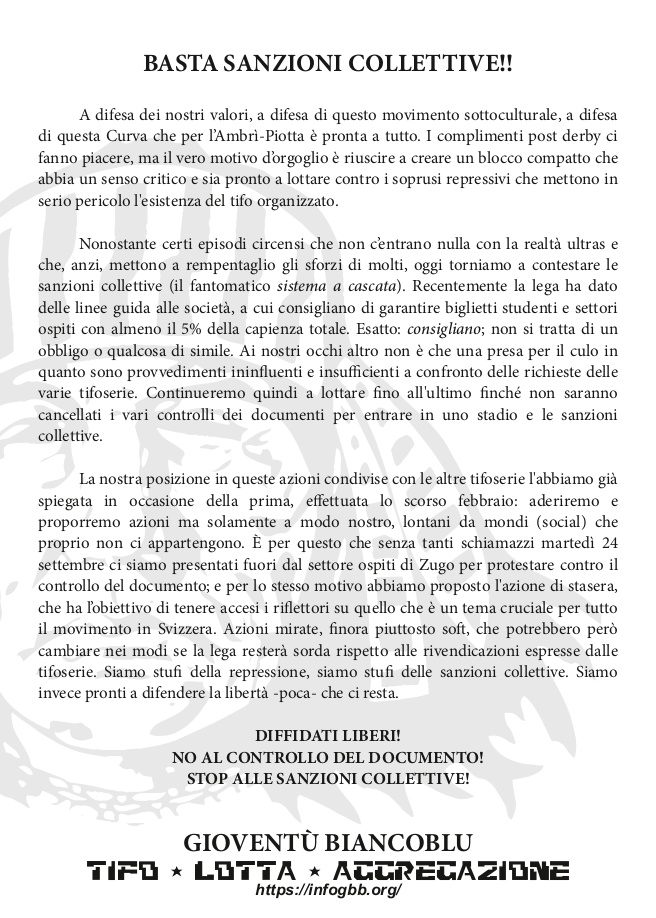 BASTA SANZIONI COLLETTIVE!!
A difesa dei nostri valori, a difesa di questo movimento sottoculturale, a difesa
di questa Curva che per l'Ambrì-Piotta è pronta a tutto. I complimenti post derby ci
fanno piacere, ma il vero motivo d'orgoglio è riuscire a creare un blocco compatto che
abbia un senso critico e sia pronto a lottare contro i soprusi repressivi che mettono in
serio pericolo l'esistenza del tifo organizzato.
Nonostante certi episodi circensi che non c'entrano nulla con la realtà ultras e
che, anzi, mettono a rempentaglio gli sforzi di molti, oggi torniamo a contestare le
sanzioni collettive (il fantomatico sistema a cascata). Recentemente la lega ha dato
delle linee guida alle società, a cui consigliano di garantire biglietti studenti e settori
ospiti con almeno il 5% della capienza totale. Esatto: consigliano; non si tratta di un
obbligo o qualcosa di simile. Ai nostri occhi altro non è che una presa per il culo in
quanto sono provvedimenti ininfluenti e insufficienti a confronto delle richieste delle
varie tifoserie. Continueremo quindi a lottare fino all'ultimo finché non saranno
cancellati i vari controlli dei documenti per entrare in uno stadio e le sanzioni
collettive.
La nostra posizione in queste azioni condivise con le altre tifoserie l'abbiamo già
spiegata in occasione della prima, effettuata lo scorso febbraio: aderiremo e
proporremo azioni ma solamente a modo nostro, lontani da mondi (social) che
proprio non ci appartengono. È per questo che senza tanti schiamazzi martedì 24
settembre ci siamo presentati fuori dal settore ospiti di Zugo per protestare contro il
controllo del documento; e per lo stesso motivo abbiamo proposto l'azione di stasera,
che ha l'obiettivo di tenere accesi i riflettori su quello che è un tema cruciale per tutto
il movimento in Svizzera. Azioni mirate, finora piuttosto soft, che potrebbero però
cambiare nei modi se la lega resterà sorda rispetto alle rivendicazioni espresse dalle
tifoserie. Siamo stufi della repressione, siamo stufi delle sanzioni collettive. Siamo
invece pronti a difendere la libertà -poca- che ci resta.
DIFFIDATI LIBERI!
NO AL CONTROLLO DEL DOCUMENTO!
STOP ALLE SANZIONI COLLETTIVE!
GIOVENTÙ BIANCOBLU
TIFO ★ LOTTA ★ AGGREGAZIONE
https://infogbb.org/